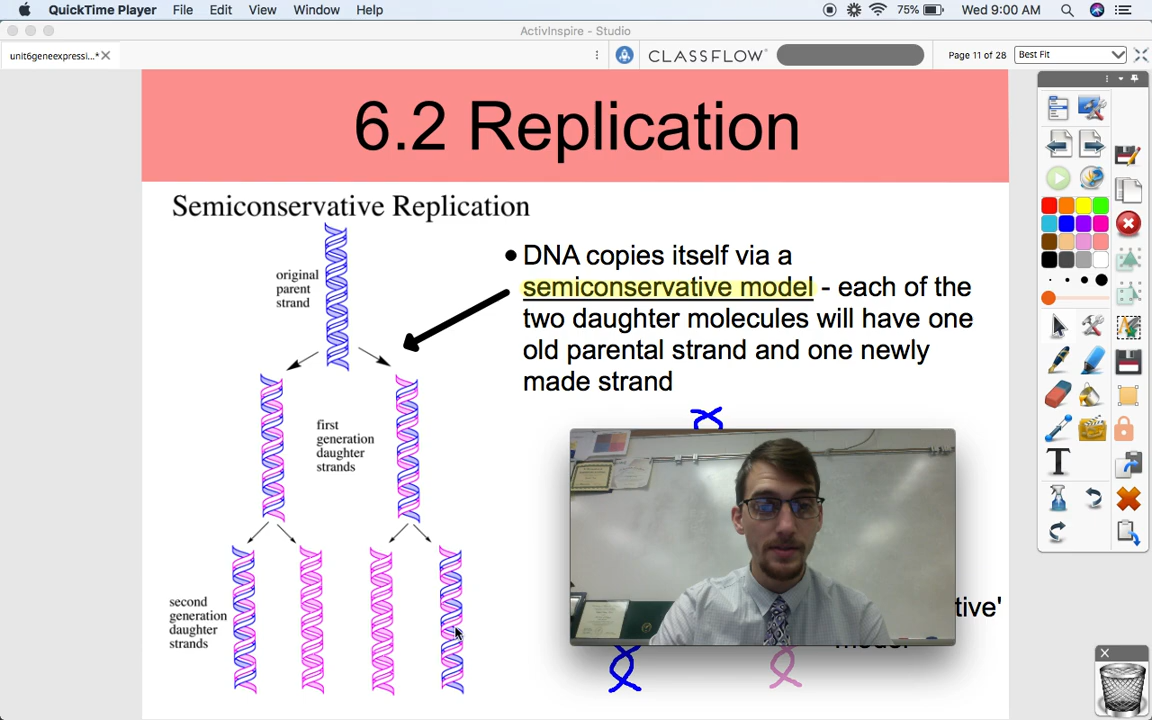 QuickTime Player File Edit View Window Help 75% Wed 9:00 AM
ActivInspire - Studio
unit6geneexpressi...* CLASSFLOW Page 11 of 28 Best Fit
6.2 Replication
Semiconservative Replication
original
parent
strand
• DNA copies itself via a
semiconservative model - each of the
two daughter molecules will have one
old parental strand and one newly
made strand
first
generation
daughter
strands
second
generation
daughter
strands
tive'
model
T